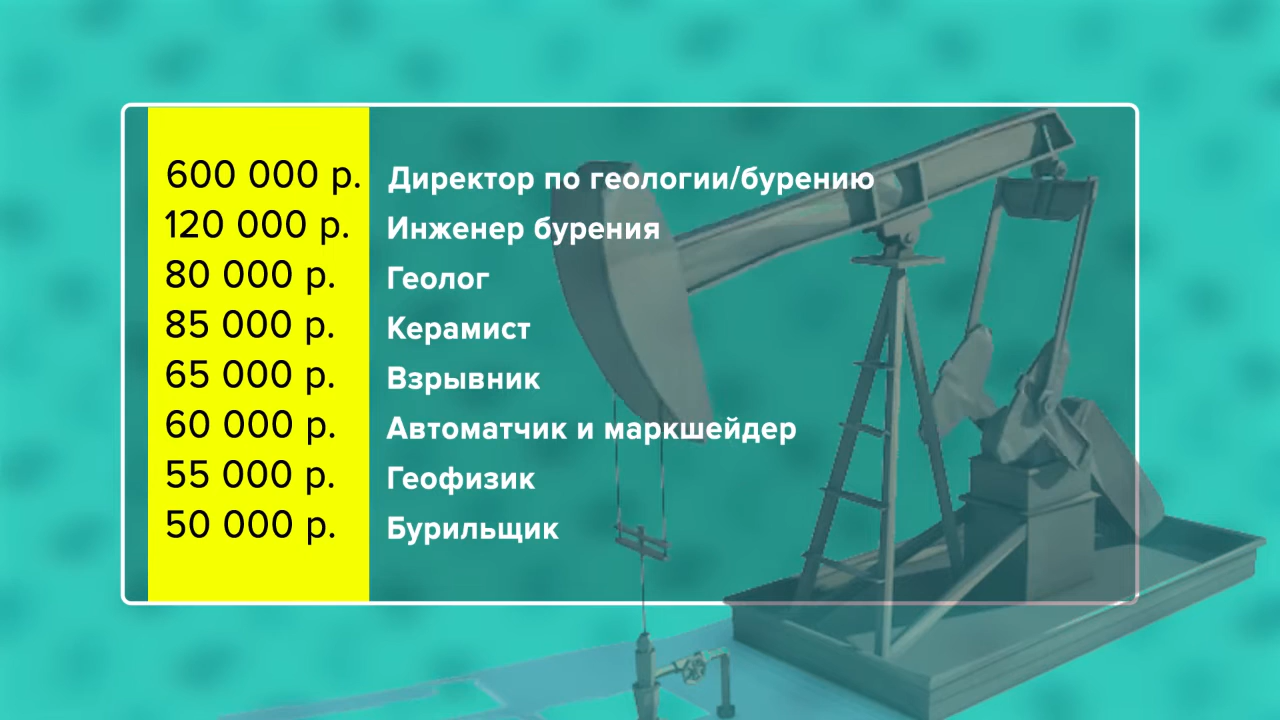 600 000 р. Директор по геологии/бурению
120 000 р. Инженер бурения
80 000 р. Геолог
85 000 р. Керамист
65 000 р. Взрывник
60 000 р. Автоматчик и маркшейдер
55 000 р. Геофизик
50 000 р. Бурильщик